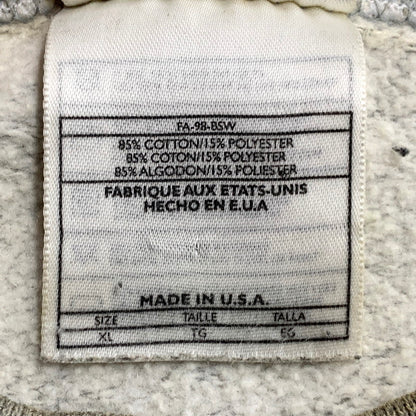 FA-98-BSW
85% COTTON/15% POLYESTER
85% COTON/15% POLYESTER
85% ALGODON/15% POLIESTER
FABRIQUE AUX ETATS-UNIS
HECHO EN E.U.A
MADE IN U.S.A.
SIZE TAILLE TALLA
XL TG EG